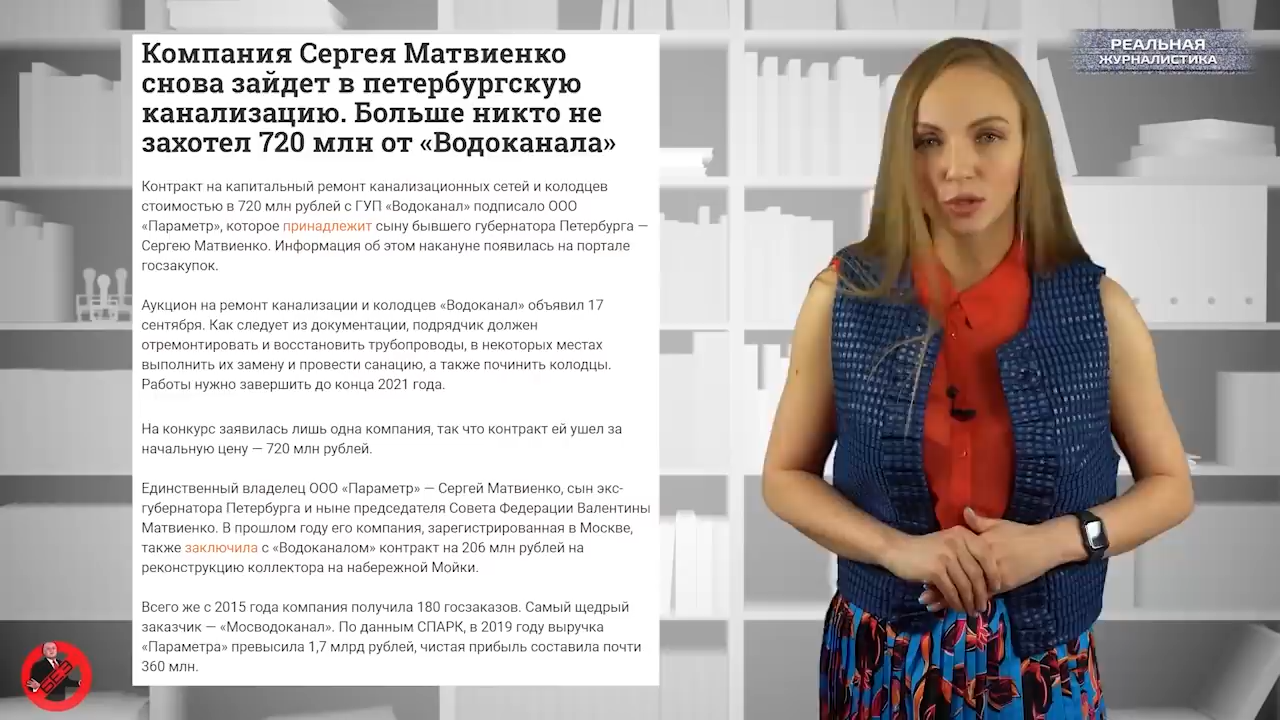 Компания Сергея Матвиенко
снова зайдет в петербургскую
канализацию. Больше никто не
захотел 720 млн от «Водоканала»
Контракт на капитальный ремонт канализационных сетей и колодцев
стоимостью в 720 млн рублей с ГУП «Водоканал» подписало ООО
«Параметр», которое принадлежит сыну бывшего губернатора Петербурга —
Сергею Матвиенко. Информация об этом накануне появилась на портале
госзакупок.
Аукцион на ремонт канализации и колодцев «Водоканал» объявил 17
сентября. Как следует из документации, подрядчик должен
отремонтировать и восстановить трубопроводы, в некоторых местах
выполнить их замену и провести санацию, а также починить колодцы.
Работы нужно завершить до конца 2021 года.
На конкурс заявилась лишь одна компания, так что контракт ей ушел за
начальную цену — 720 млн рублей.
Единственный владелец ООО «Параметр» — Сергей Матвиенко, сын экс-
губернатора Петербурга и ныне председателя Совета Федерации Валентины
Матвиенко. В прошлом году его компания, зарегистрированная в Москве,
также заключила с «Водоканалом» контракт на 206 млн рублей на
реконструкцию коллектора на набережной Мойки.
Всего же с 2015 года компания получила 180 госзаказов. Самый щедрый
заказчик — «Мосводоканал». По данным СПАРК, в 2019 году выручка
«Параметра» превысила 1,7 млрд рублей, чистая прибыль составила почти
360 млн.
РЕАЛЬНАЯ
ЖУРНАЛИСТИКА
БЕЗ